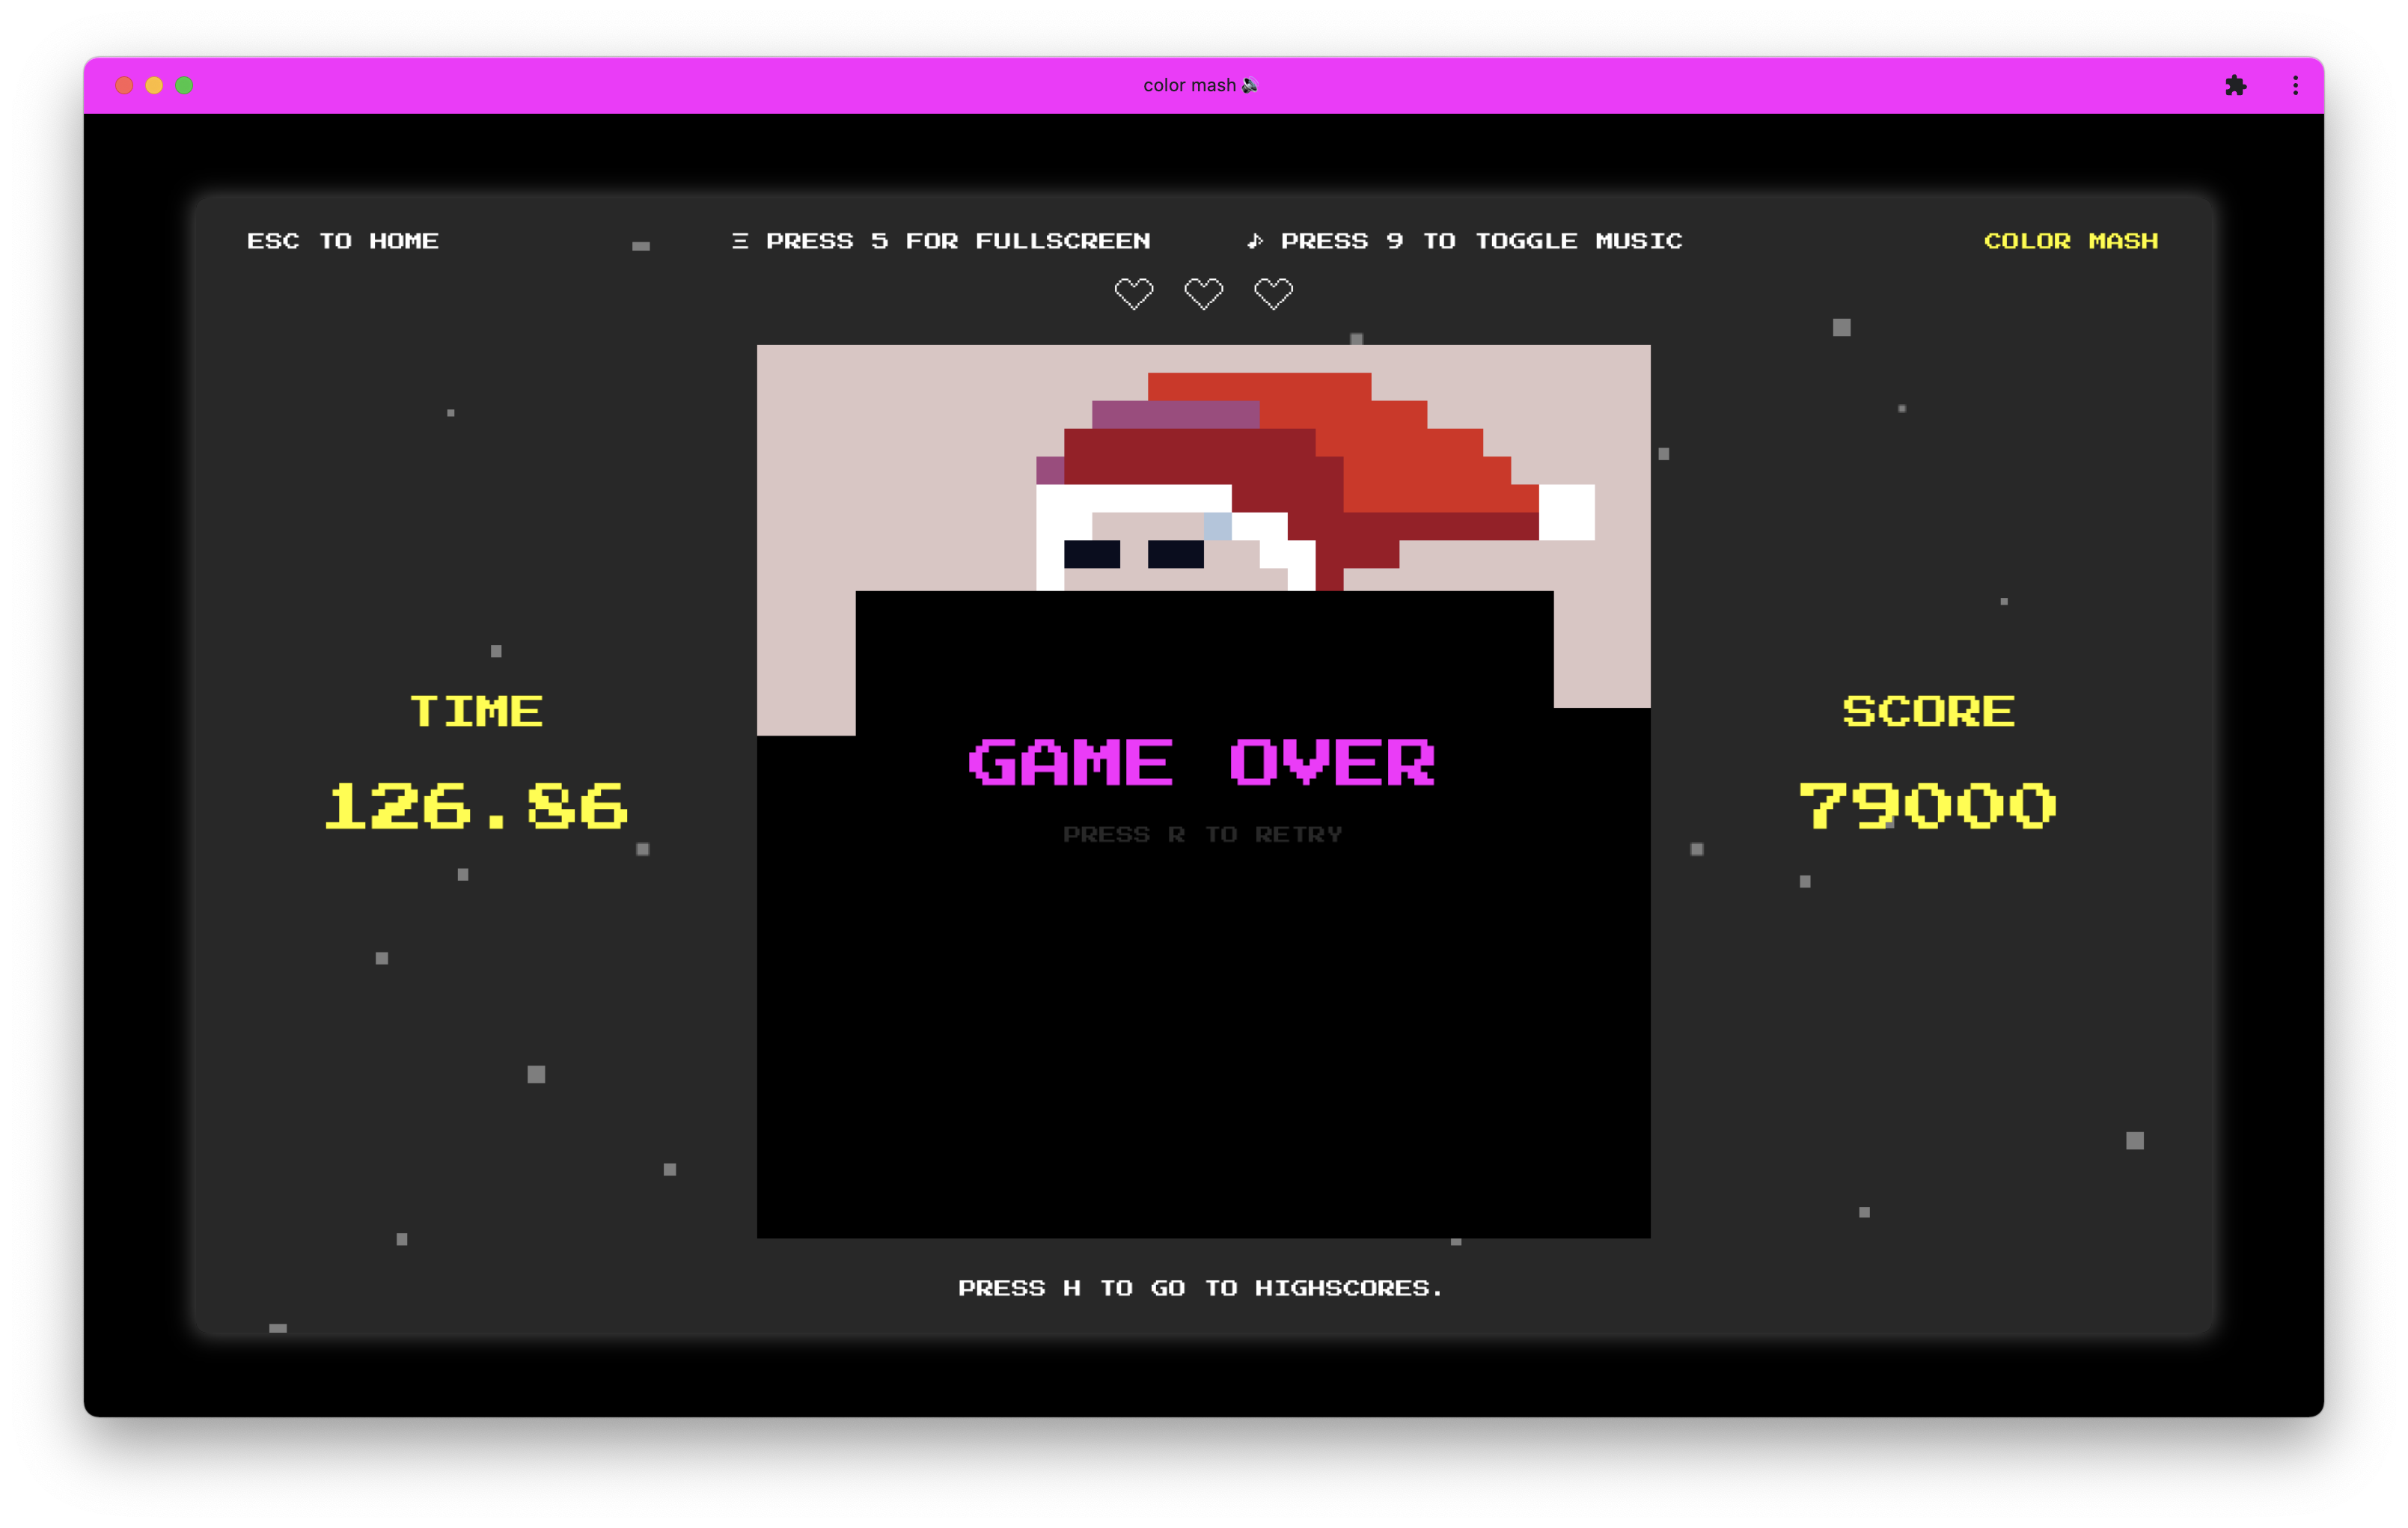 color mash
ESC TO HOME
Ξ PRESS 5 FOR FULLSCREEN
♪ PRESS 9 TO TOGGLE MUSIC
COLOR MASH
TIME
126.86
GAME OVER
PRESS R TO RETRY
SCORE
79000
PRESS H TO GO TO HIGHSCORES.